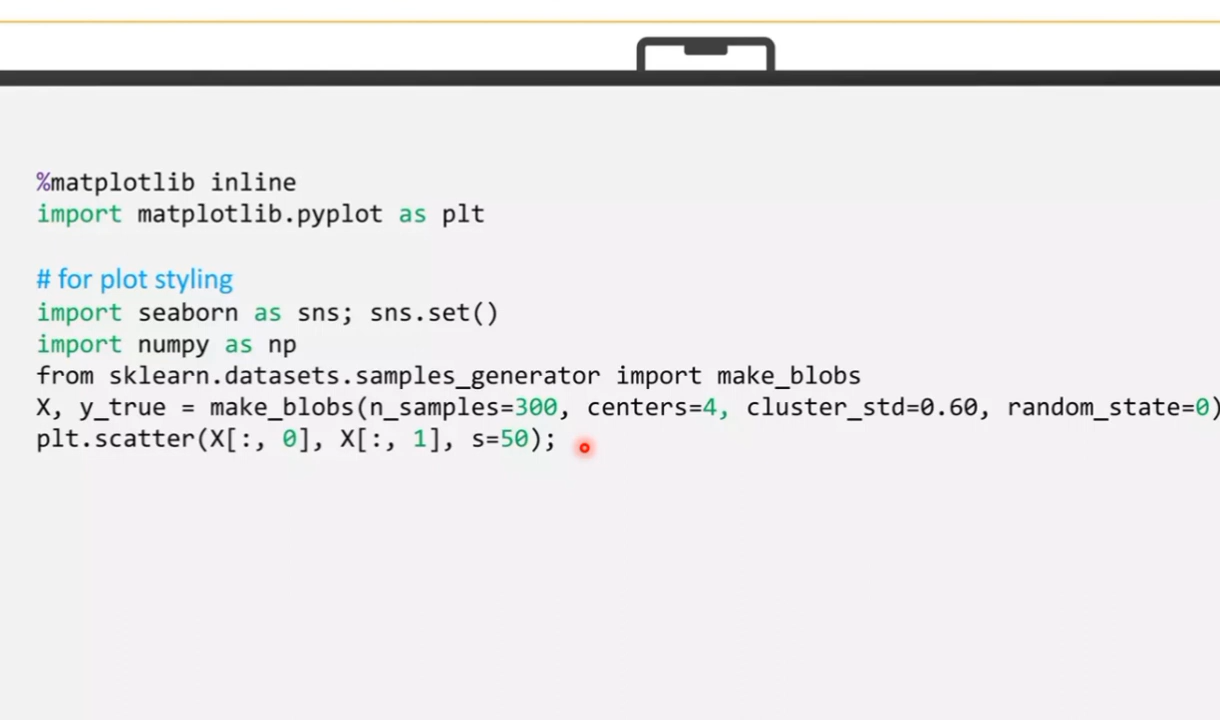 %matplotlib inline
import matplotlib.pyplot as plt
# for plot styling
import seaborn as sns; sns.set()
import numpy as np
from sklearn.datasets.samples_generator import make_blobs
X, y_true = make_blobs(n_samples=300, centers=4, cluster_std=0.60, random_state=0)
plt.scatter(X[:, 0], X[:, 1], s=50);